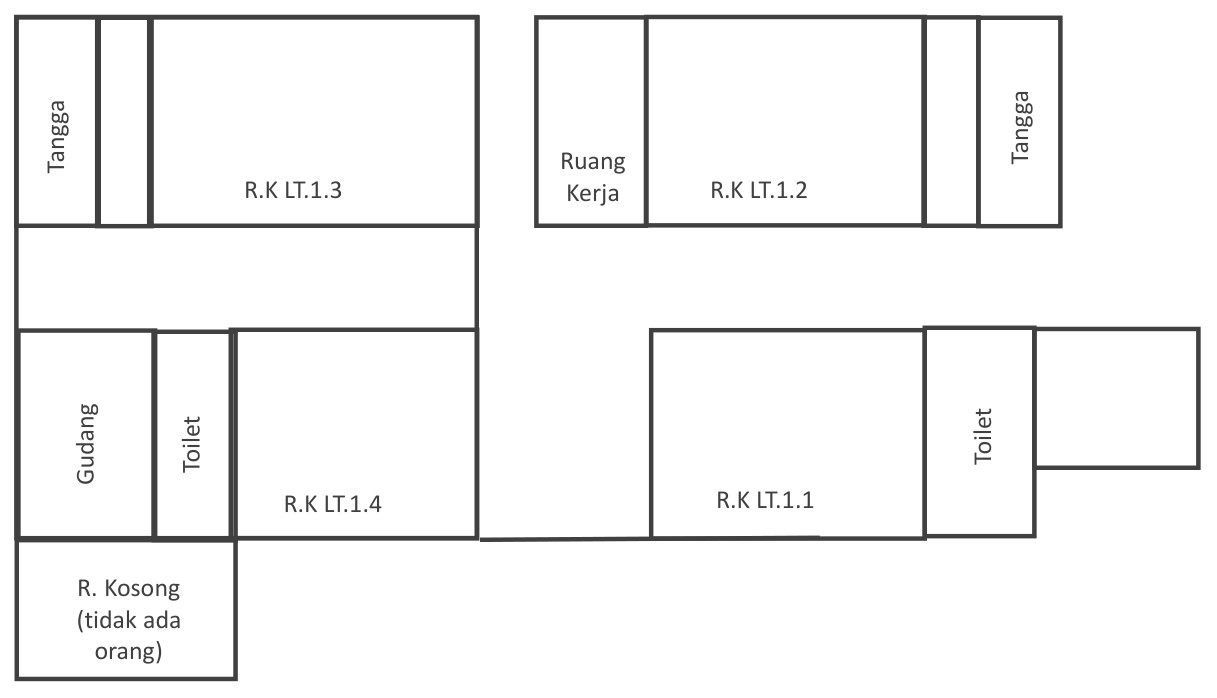 Tangga
R.K LT.1.3
Ruang
Kerja
R.K LT.1.2
Tangga
Gudang
Toilet
R.K LT.1.4
R.K LT.1.1
Toilet
R. Kosong
(tidak ada
orang)